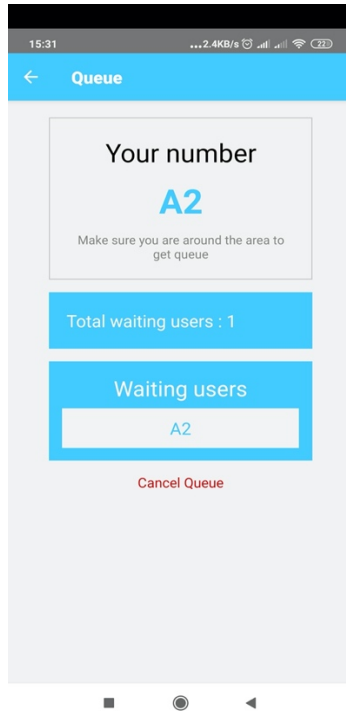 15:31 ...2.4KB/s 22
Queue
Your number
A2
Make sure you are around the area to
get queue
Total waiting users : 1
Waiting users
A2
Cancel Queue